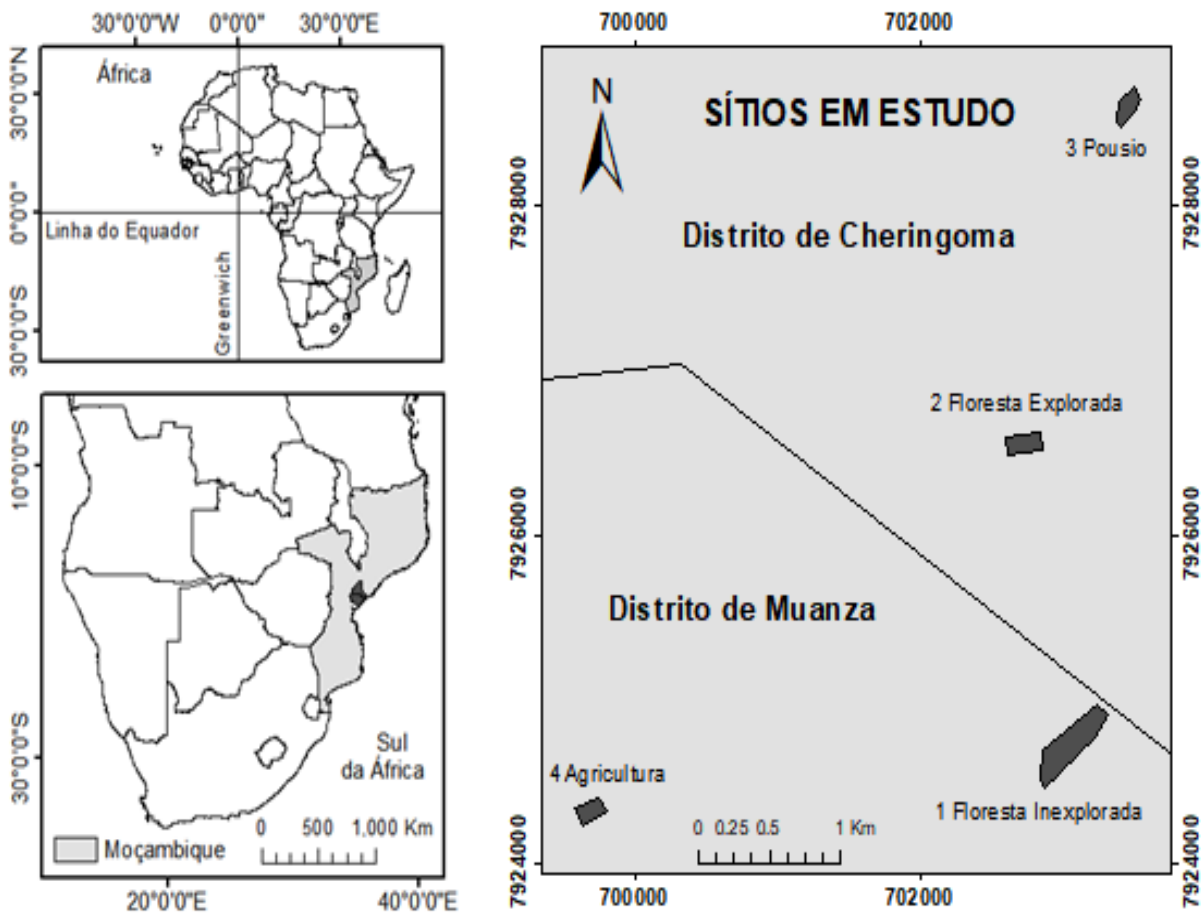 30°0'0"W
0°0'0"
30°0'0"E
África
30°0'0"N
0°0'0"
30°0'0"S
Linha do Equador
Greenwich
10°0'0"S
30°0'0"S
Sul
da África
0
500
1,000 Km
Moçambique
20°0'0"E
40°0'0"E
700000
702000
N
SÍTIOS EM ESTUDO
3 Pousio
7928000
7928000
Distrito de Cheringoma
2 Floresta Explorada
7926000
7926000
Distrito de Muanza
4 Agricultura
1 Floresta Inexplorada
0 0.25 0.5 1 Km
7924000
7924000
700000
702000